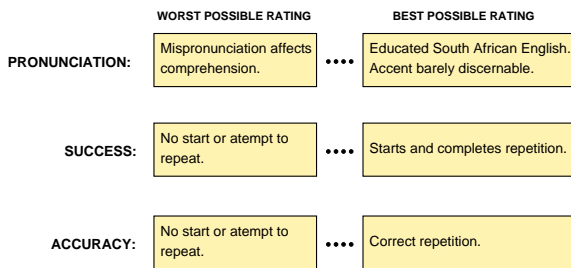 WORST POSSIBLE RATING BEST POSSIBLE RATING
PRONUNCIATION:
Mispronunciation affects
comprehension.
Educated South African English.
Accent barely discernable.
SUCCESS:
No start or atempt to
repeat.
Starts and completes repetition.
ACCURACY:
No start or atempt to
repeat.
Correct repetition.